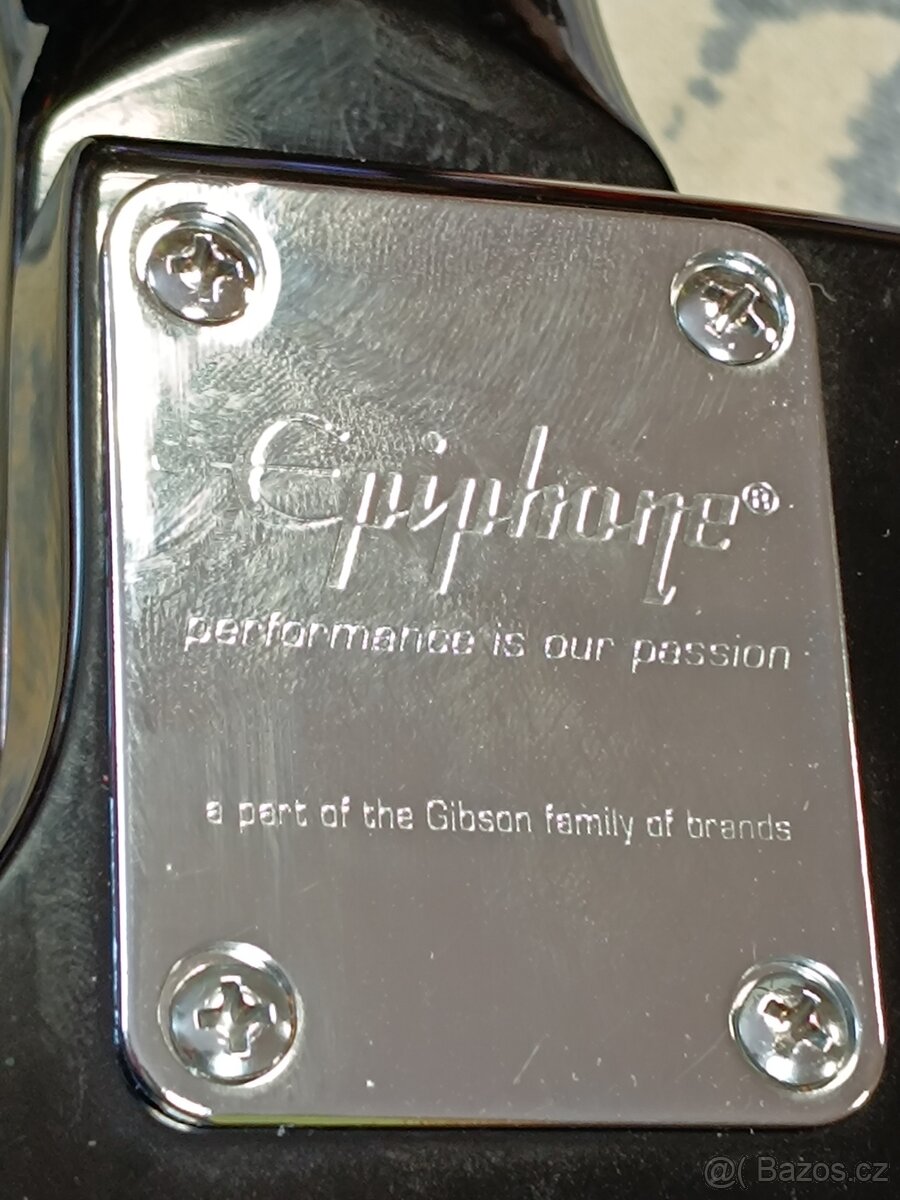 Epiphone®
performance is our passion
a part of the Gibson family of brands
@( Bazos.cz